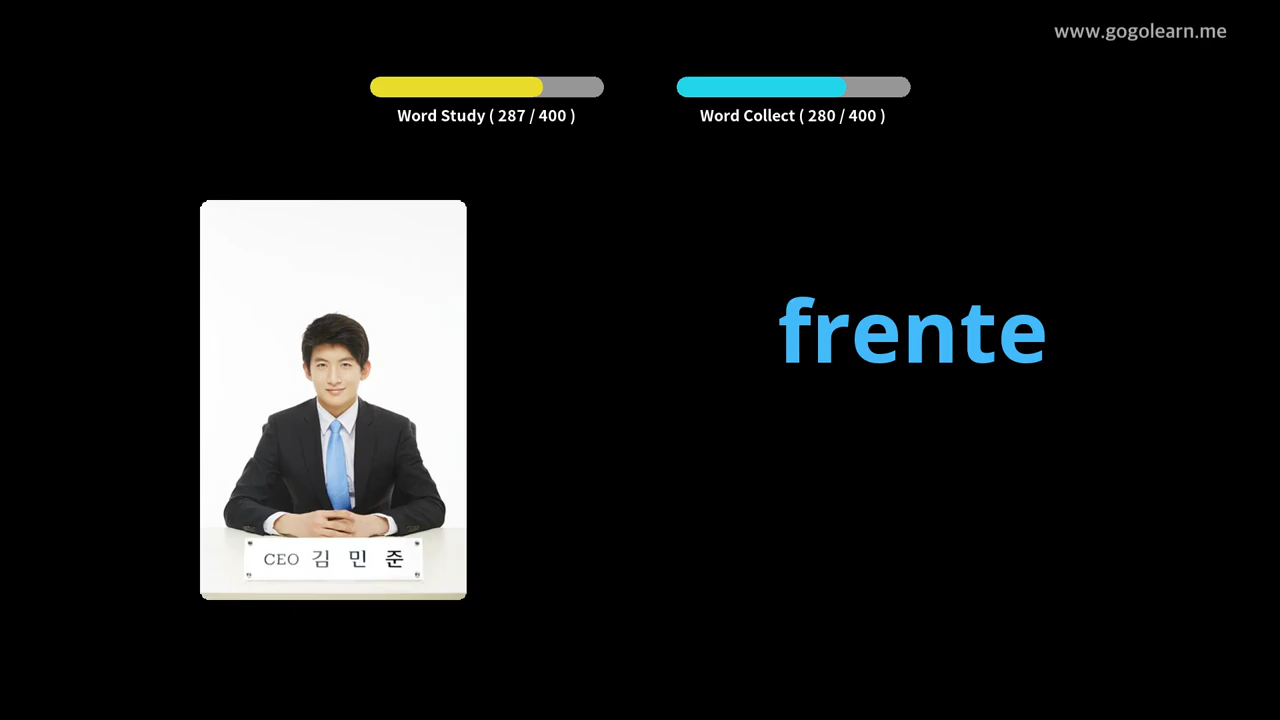 www.gogolearn.me
Word Study ( 287 / 400 )
Word Collect ( 280 / 400 )
frente
CEO 김 민 준